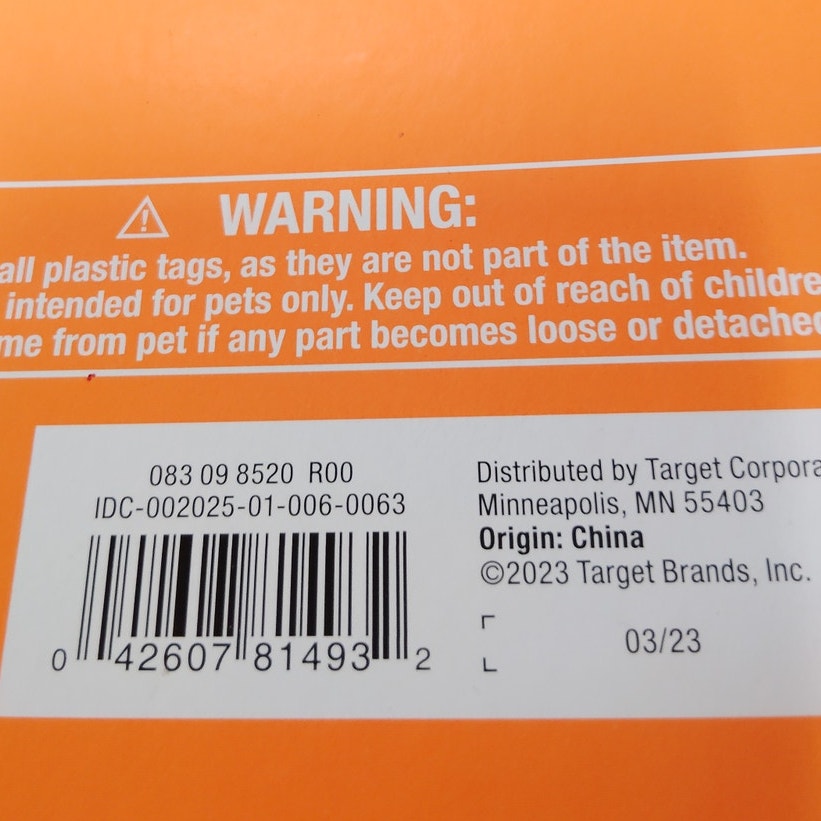 WARNING:
all plastic tags, as they are not part of the item.
intended for pets only. Keep out of reach of childre
me from pet if any part becomes loose or detached
083 09 8520 R00
IDC-002025-01-006-0063
0 42607 81493 2
Distributed by Target Corpora
Minneapolis, MN 55403
Origin: China
©2023 Target Brands, Inc.
03/23